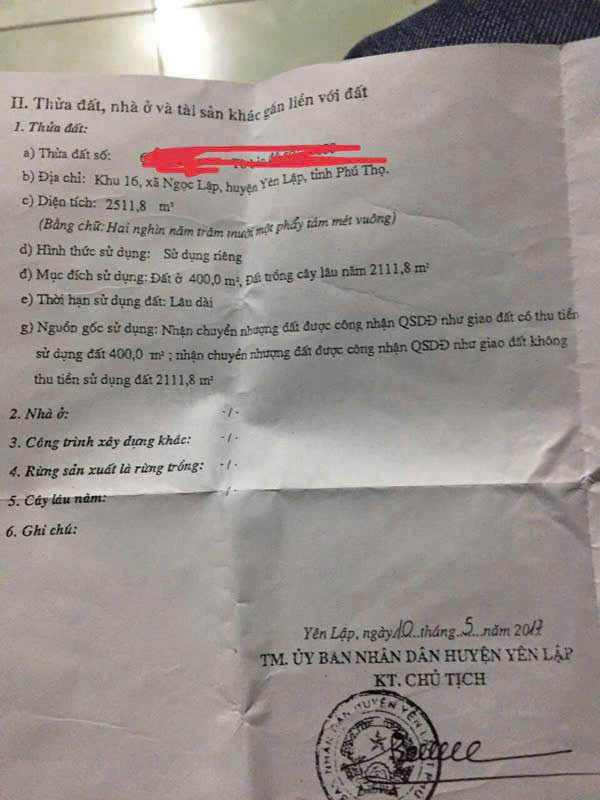 II. Thửa đất, nhà ở và tài sản khác gắn liền với đất
1. Thửa đất:
a) Thửa đất số:
b) Địa chỉ: Khu 16, xã Ngọc Lập, huyện Yên Lập, tỉnh Phú Thọ.
c) Diện tích: 2511,8 m²
(Bằng chữ: Hai nghìn năm trăm mười một phẩy tám mét vuông)
d) Hình thức sử dụng: Sử dụng riêng
đ) Mục đích sử dụng: Đất ở 400,0 m², Đất trồng cây lâu năm 2111,8 m²
e) Thời hạn sử dụng đất: Lâu dài
g) Nguồn gốc sử dụng: Nhận chuyển nhượng đất được công nhận QSDĐ như giao đất có thu tiền
sử dụng đất 400,0 m² ; nhận chuyển nhượng đất được công nhận QSDĐ như giao đất không
thu tiền sử dụng đất 2111,8 m²
2. Nhà ở: -/-
3. Công trình xây dựng khác: -/-
4. Rừng sản xuất là rừng trồng: -/-
5. Cây lâu năm: -/-
6. Ghi chú:
Yên Lập, ngày 10 tháng 5 năm 2017
TM. ỦY BAN NHÂN DÂN HUYỆN YÊN LẬP
KT. CHỦ TỊCH
BAN NHÂN DÂN HUYỆN YÊN